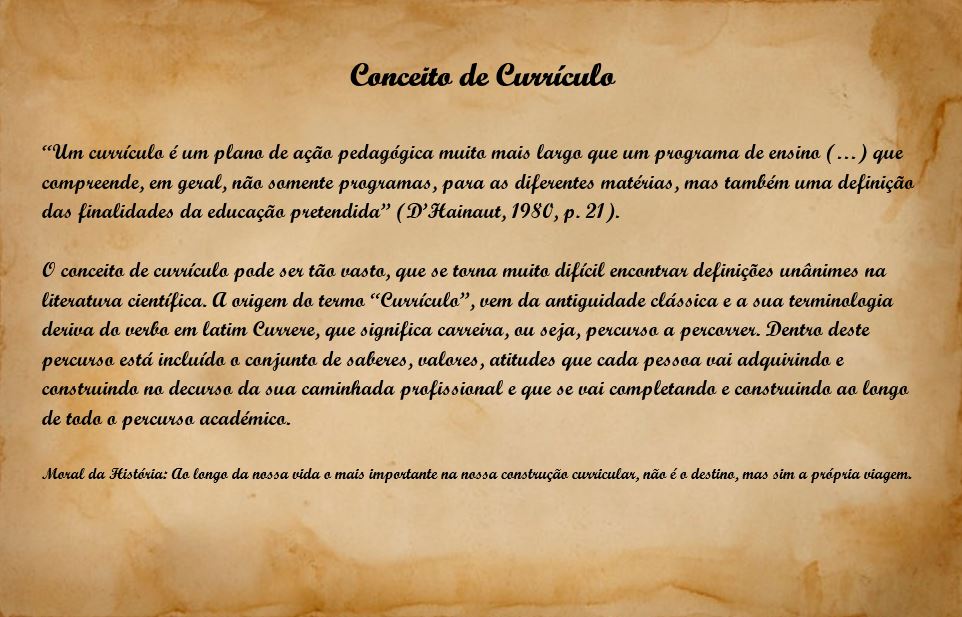 Conceito de Currículo
“Um currículo é um plano de ação pedagógica muito mais largo que um programa de ensino (…) que
compreende, em geral, não somente programas, para as diferentes matérias, mas também uma definição
das finalidades da educação pretendida” (D’Hainaut, 1980, p. 21).
O conceito de currículo pode ser tão vasto, que se torna muito difícil encontrar definições unânimes na
literatura científica. A origem do termo “Currículo”, vem da antiguidade clássica e a sua terminologia
deriva do verbo em latim Currere, que significa carreira, ou seja, percurso a percorrer. Dentro deste
percurso está incluído o conjunto de saberes, valores, atitudes que cada pessoa vai adquirindo e
construindo no decurso da sua caminhada profissional e que se vai completando e construindo ao longo
de todo o percurso académico.
Moral da História: Ao longo da nossa vida o mais importante na nossa construção curricular, não é o destino, mas sim a própria viagem.